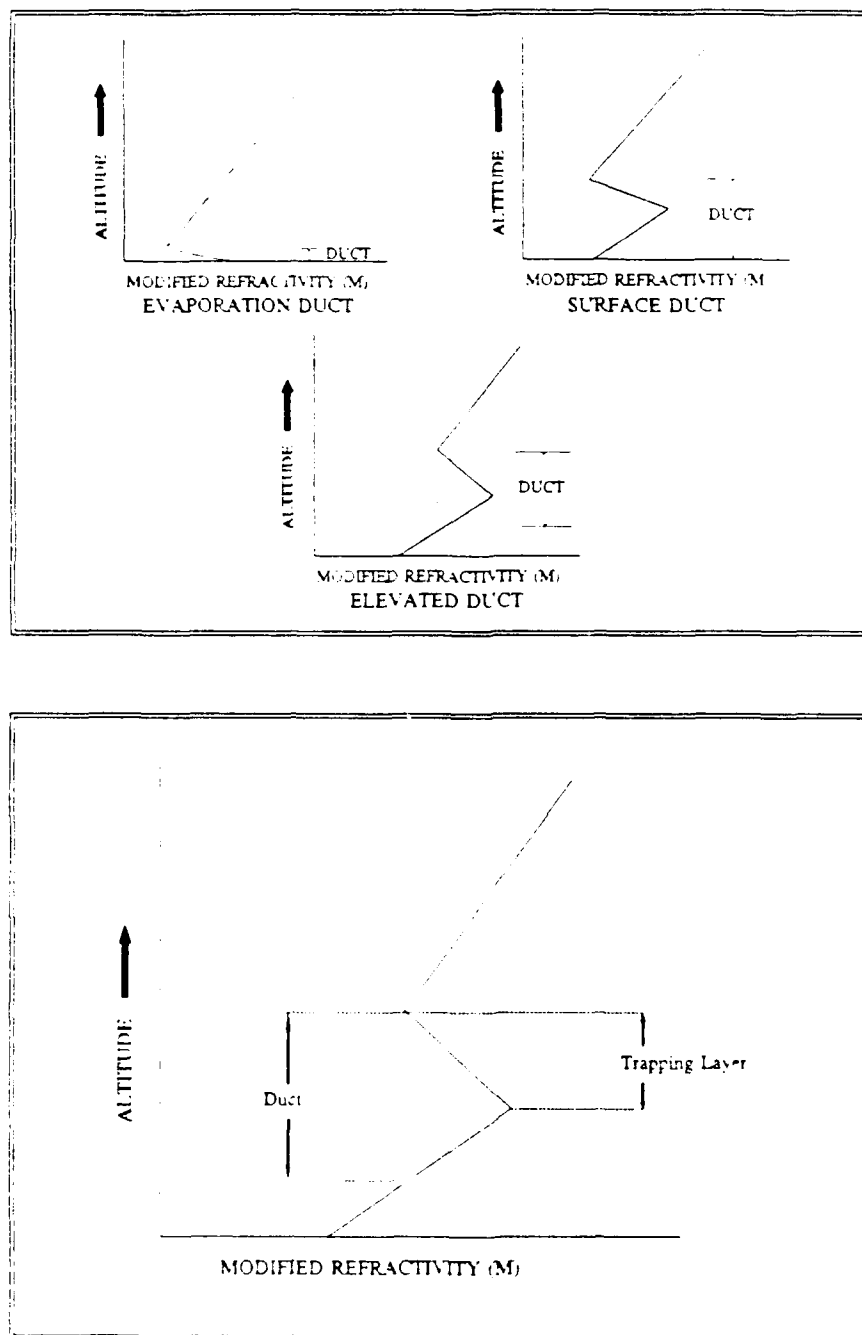 ALTITUDE
DUCT
MODIFIED REFRACTIVITY (M)
EVAPORATION DUCT
ALTITUDE
DUCT
MODIFIED REFRACTIVITY (M
SURFACE DUCT
ALTITUDE
DUCT
MODIFIED REFRACTIVITY (M)
ELEVATED DUCT
ALTITUDE
Duct
Trapping Layer
MODIFIED REFRACTIVITY (M)